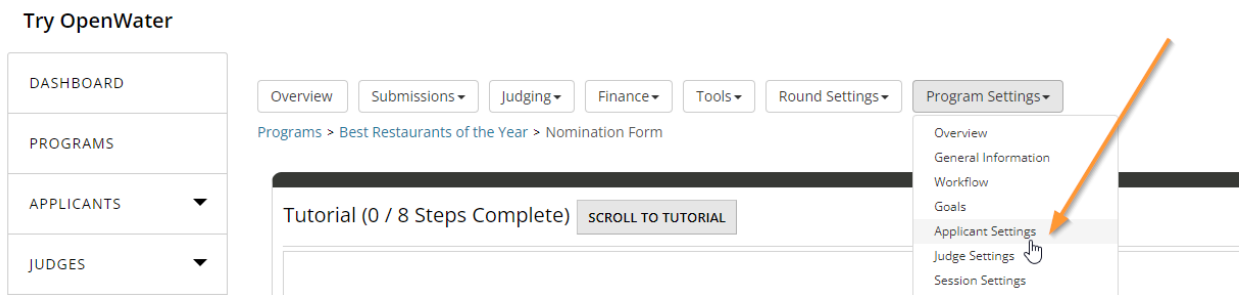 Try OpenWater
DASHBOARD
PROGRAMS
APPLICANTS
JUDGES
Overview Submissions Judging Finance Tools Round Settings Program Settings
Programs > Best Restaurants of the Year > Nomination Form
Overview
General Information
Workflow
Goals
Applicant Settings
Judge Settings
Session Settings
Tutorial (0 / 8 Steps Complete) SCROLL TO TUTORIAL